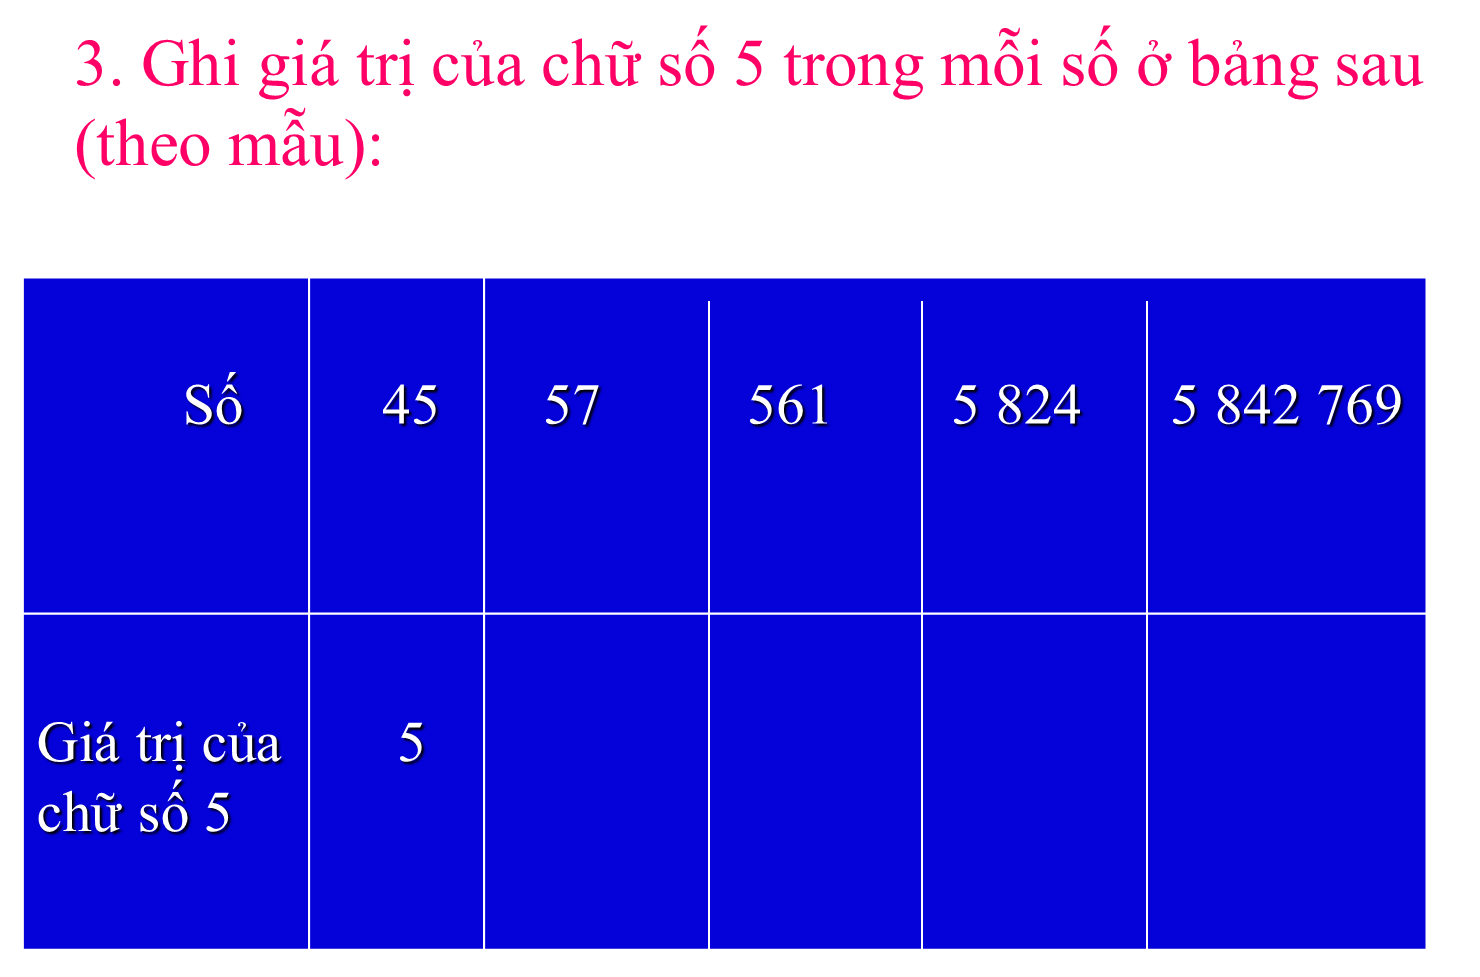 3. Ghi giá trị của chữ số 5 trong mỗi số ở bảng sau
(theo mẫu):
Số 45 57 561 5 824 5 842 769
Giá trị của 5
chữ số 5